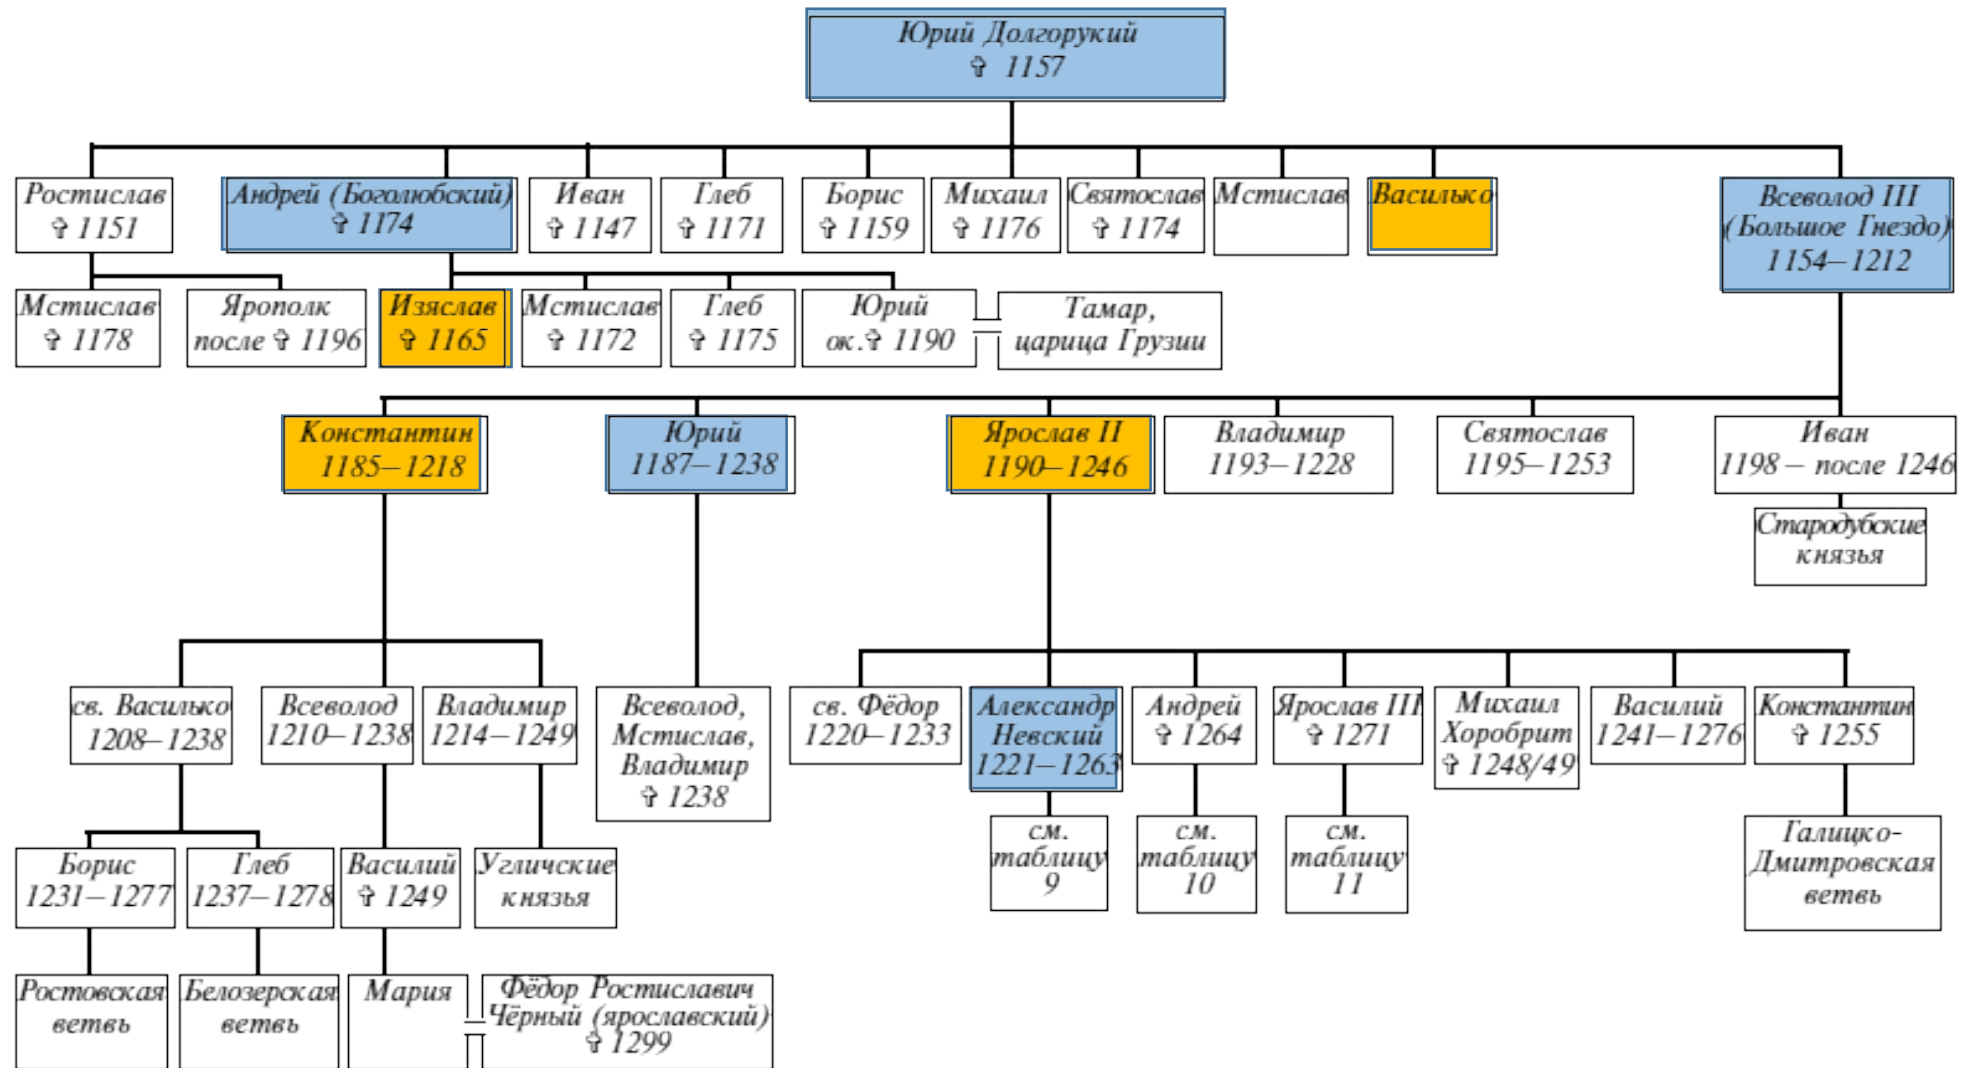 Юрий Долгорукий
✞ 1157
Ростислав
✞ 1151
Андрей (Боголюбский)
✞ 1174
Иван
✞ 1147
Глеб
✞ 1171
Борис
✞ 1159
Михаил
✞ 1176
Святослав
✞ 1174
Мстислав
Василько
Всеволод III
(Большое Гнездо)
1154–1212
Мстислав
✞ 1178
Ярополк
после ✞ 1196
Изяслав
✞ 1165
Мстислав
✞ 1172
Глеб
✞ 1175
Юрий
ок.✞ 1190
Тамар,
царица Грузии
Константин
1185–1218
Юрий
1187–1238
Ярослав II
1190–1246
Владимир
1193–1228
Святослав
1195–1253
Иван
1198 – после 1246
Стародубские
князья
св. Василько
1208–1238
Всеволод
1210–1238
Владимир
1214–1249
Всеволод,
Мстислав,
Владимир
✞ 1238
св. Фёдор
1220–1233
Александр
Невский
1221–1263
Андрей
✞ 1264
Ярослав III
✞ 1271
Михаил
Хоробрит
✞ 1248/49
Василий
1241–1276
Константин
✞ 1255
см.
таблицу
9
см.
таблицу
10
см.
таблицу
11
Галицко-
Дмитровская
ветвь
Борис
1231–1277
Глеб
1237–1278
Василий
✞ 1249
Угличские
князья
Ростовская
ветвь
Белозерская
ветвь
Мария
Фёдор Ростиславич
Чёрный (ярославский)
✞ 1299